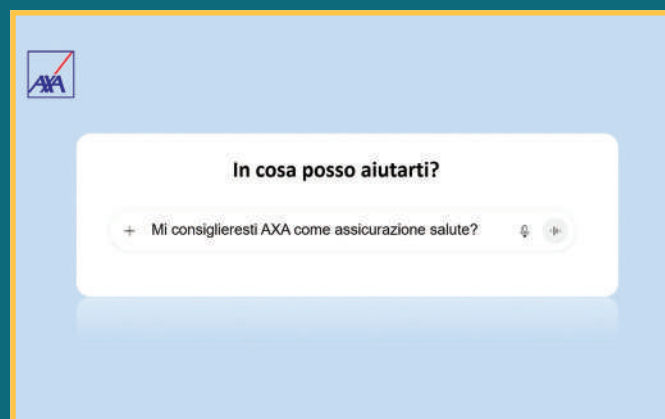 AXA
In cosa posso aiutarti?
Mi consiglieresti AXA come assicurazione salute?